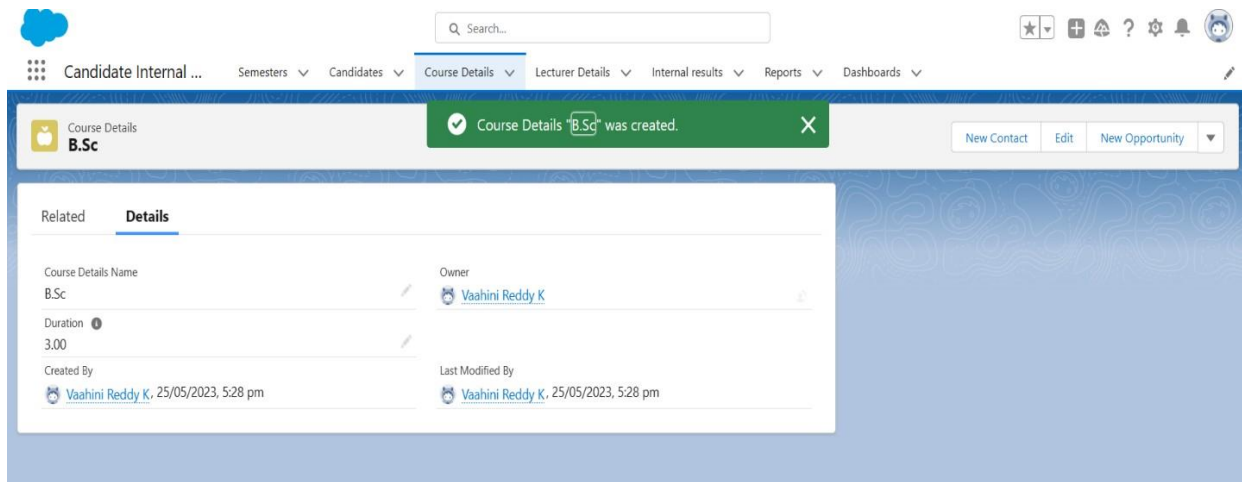 Search...
Candidate Internal ... Semesters Candidates Course Details Lecturer Details Internal results Reports Dashboards
Course Details
B.Sc
Course Details "B.Sc" was created.
New Contact Edit New Opportunity
Related Details
Course Details Name
B.Sc
Owner
Vaahini Reddy K
Duration
3.00
Created By
Vaahini Reddy K, 25/05/2023, 5:28 pm
Last Modified By
Vaahini Reddy K, 25/05/2023, 5:28 pm